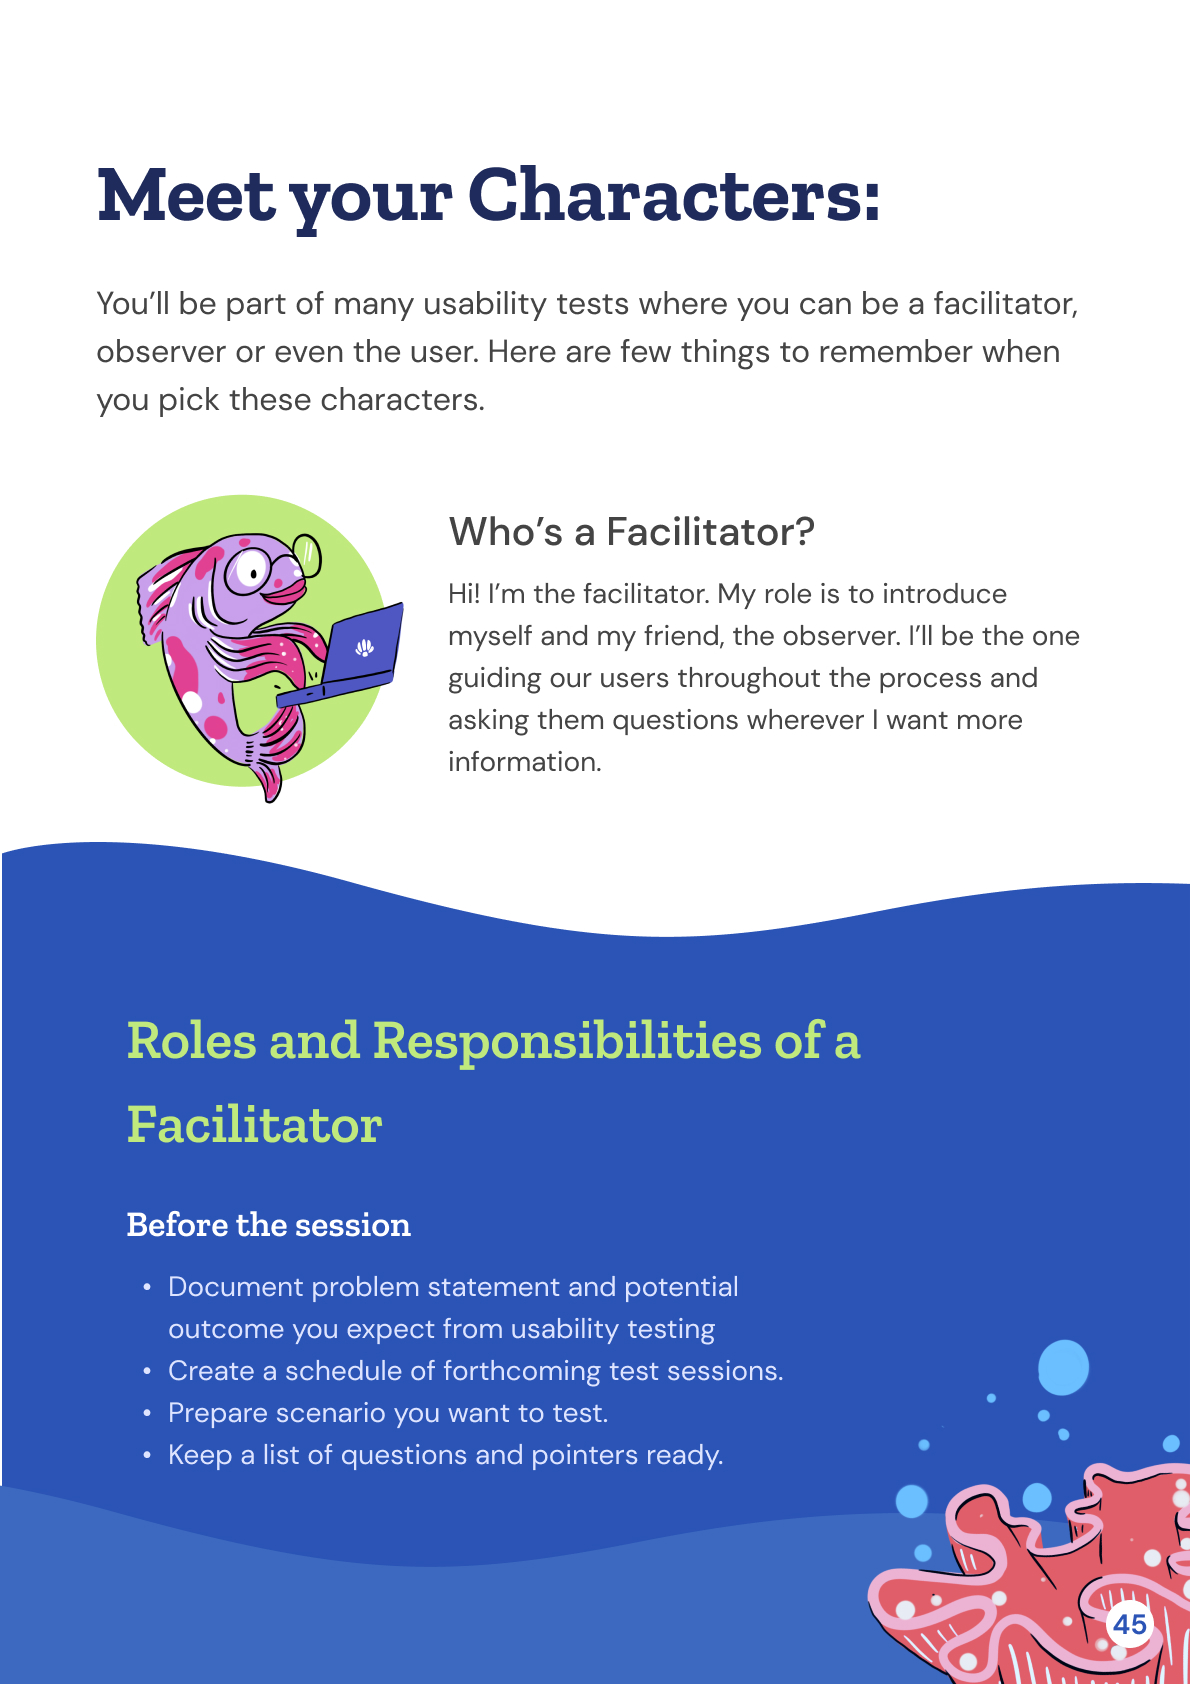 Meet your Characters:
You’ll be part of many usability tests where you can be a facilitator,
observer or even the user. Here are few things to remember when
you pick these characters.
Who’s a Facilitator?
Hi! I’m the facilitator. My role is to introduce
myself and my friend, the observer. I’ll be the one
guiding our users throughout the process and
asking them questions wherever I want more
information.
Roles and Responsibilities of a
Facilitator
Before the session
• Document problem statement and potential
outcome you expect from usability testing
• Create a schedule of forthcoming test sessions.
• Prepare scenario you want to test.
• Keep a list of questions and pointers ready.
45